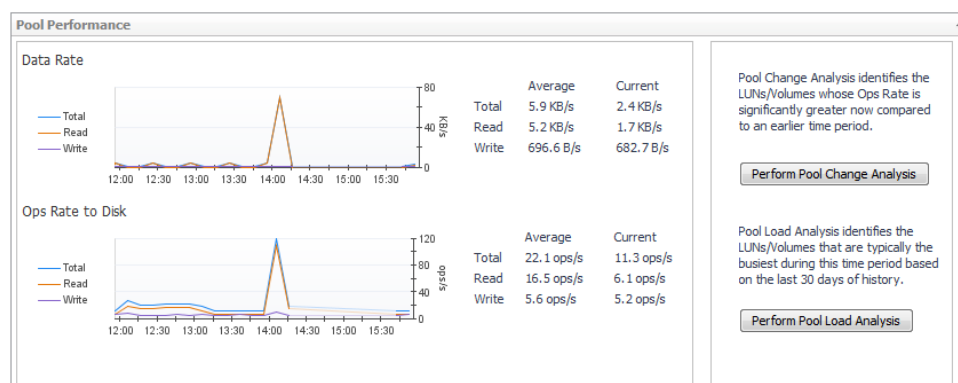 Pool Performance
Data Rate
Total
Read
Write
80
40
0
KB/s
12:00 12:30 13:00 13:30 14:00 14:30 15:00 15:30
Average Current
Total 5.9 KB/s 2.4 KB/s
Read 5.2 KB/s 1.7 KB/s
Write 696.6 B/s 682.7 B/s
Ops Rate to Disk
Total
Read
Write
120
80
40
0
ops/s
12:00 12:30 13:00 13:30 14:00 14:30 15:00 15:30
Average Current
Total 22.1 ops/s 11.3 ops/s
Read 16.5 ops/s 6.1 ops/s
Write 5.6 ops/s 5.2 ops/s
Pool Change Analysis identifies the
LUNs/Volumes whose Ops Rate is
significantly greater now compared
to an earlier time period.
Perform Pool Change Analysis
Pool Load Analysis identifies the
LUNs/Volumes that are typically the
busiest during this time period based
on the last 30 days of history.
Perform Pool Load Analysis